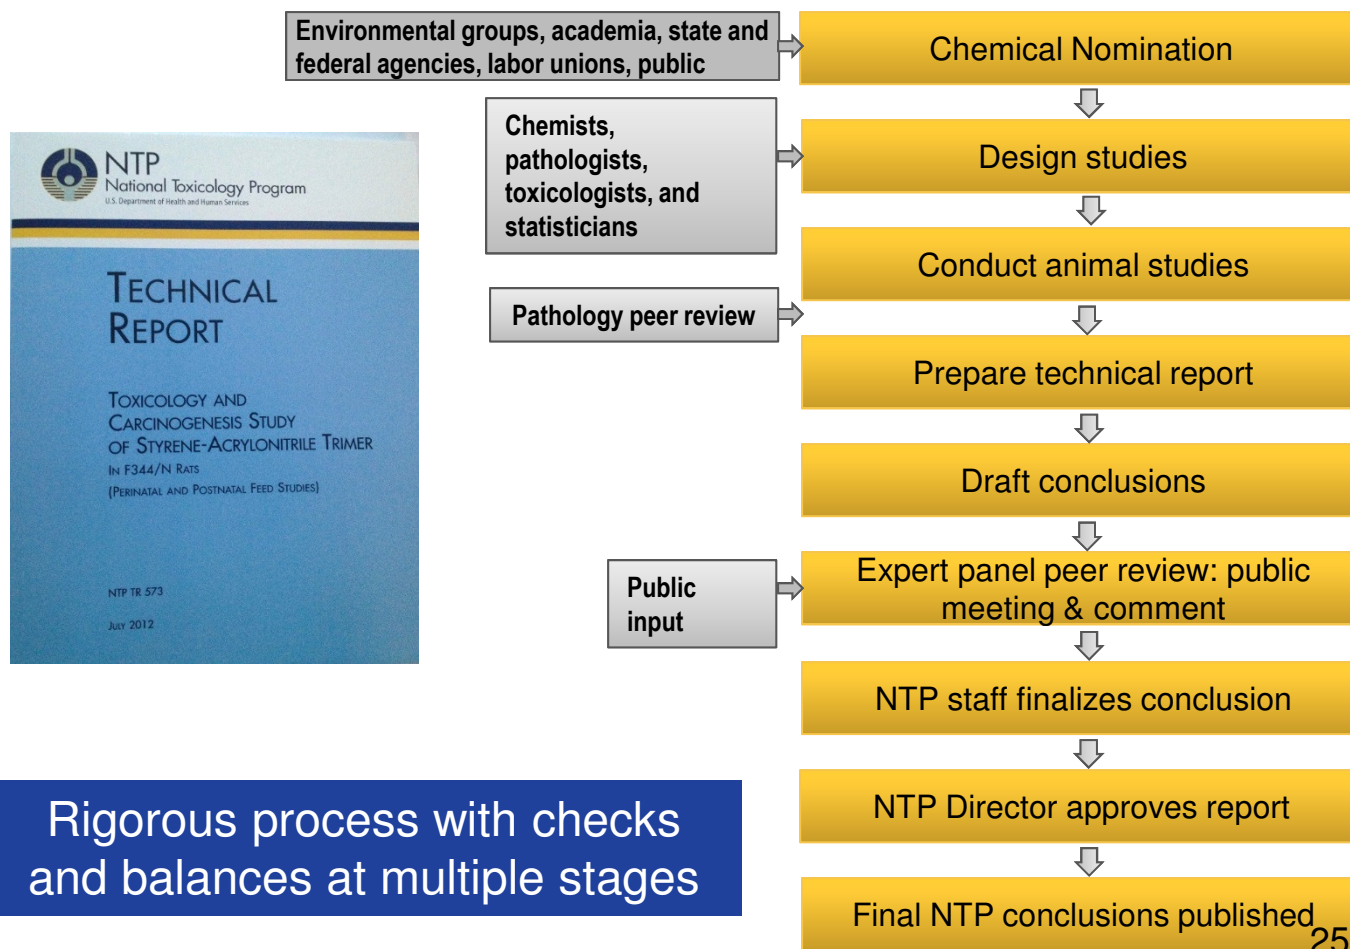 Environmental groups, academia, state and
federal agencies, labor unions, public
Chemical Nomination
Chemists,
pathologists,
toxicologists, and
statisticians
Design studies
Conduct animal studies
Pathology peer review
Prepare technical report
Draft conclusions
Public
input
Expert panel peer review: public
meeting & comment
NTP staff finalizes conclusion
NTP Director approves report
Final NTP conclusions published
NTP
National Toxicology Program
U.S. Department of Health and Human Services
TECHNICAL
REPORT
TOXICOLOGY AND
CARCINOGENESIS STUDY
OF STYRENE-ACRYLONITRILE TRIMER
IN F344/N RATS
(PERINATAL AND POSTNATAL FEED STUDIES)
NTP TR 573
JULY 2012
Rigorous process with checks
and balances at multiple stages
25